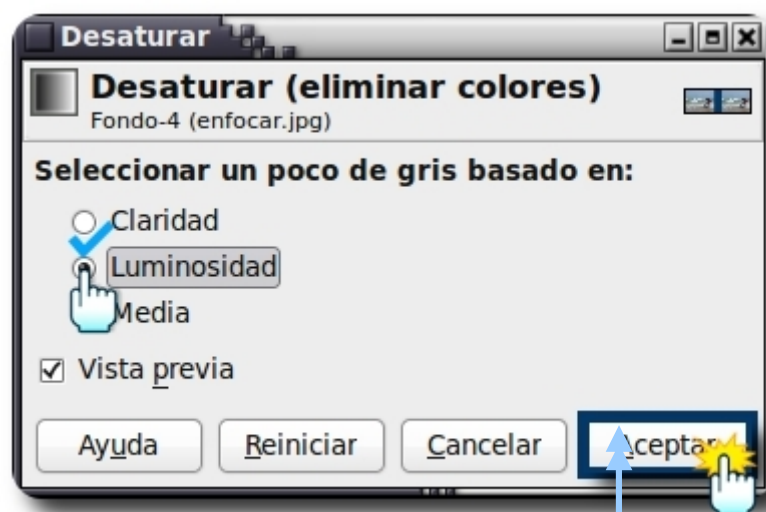 Desaturar
Desaturar (eliminar colores)
Fondo-4 (enfocar.jpg)
Seleccionar un poco de gris basado en:
Claridad
Luminosidad
Media
Vista previa
Ayuda
Reiniciar
Cancelar
Aceptar